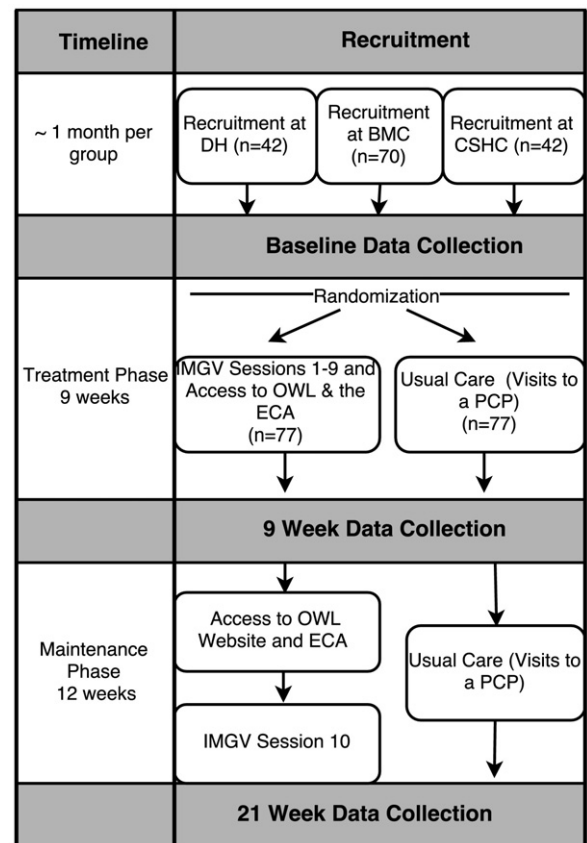 Timeline
Recruitment
~ 1 month per
group
Recruitment at
DH (n=42)
Recruitment
at BMC
(n=70)
Recruitment at
CSHC (n=42)
Baseline Data Collection
Treatment Phase
9 weeks
Randomization
IMGV Sessions 1-9 and
Access to OWL & the
ECA
(n=77)
Usual Care (Visits to
a PCP)
(n=77)
9 Week Data Collection
Maintenance
Phase
12 weeks
Access to OWL
Website and ECA
Usual Care (Visits to
a PCP)
IMGV Session 10
21 Week Data Collection